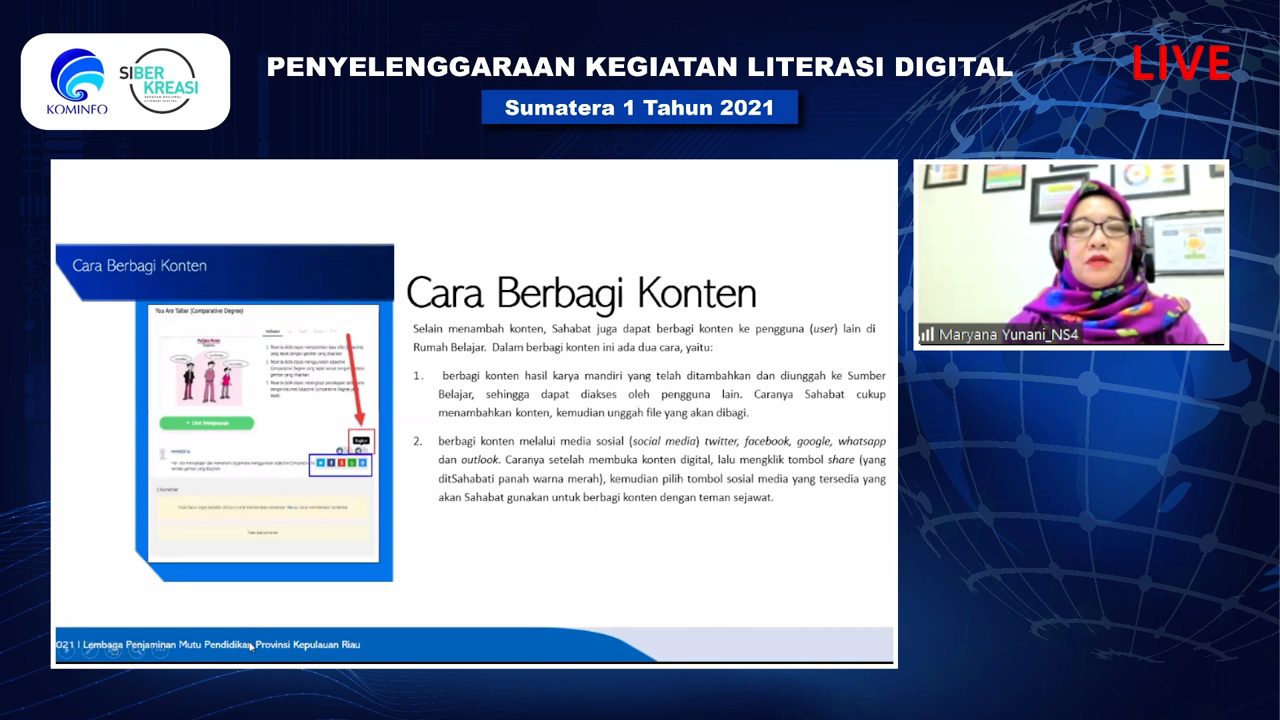 KOMINFO
SIBER
KREASI
PENYELENGGARAAN KEGIATAN LITERASI DIGITAL
Sumatera 1 Tahun 2021
LIVE
Cara Berbagi Konten
You Are Taller (Comparative Degree)
Indikator
Lihat Selengkapnya
English
Cara Berbagi Konten
Selain menambah konten, Sahabat juga dapat berbagi konten ke pengguna (user) lain di
Rumah Belajar. Dalam berbagi konten ini ada dua cara, yaitu:
1. berbagi konten hasil karya mandiri yang telah ditambahkan dan diunggah ke Sumber
Belajar, sehingga dapat diakses oleh pengguna lain. Caranya Sahabat cukup
menambahkan konten, kemudian unggah file yang akan dibagi.
2. berbagi konten melalui media sosial (social media) twitter, facebook, google, whatsapp
dan outlook. Caranya setelah membuka konten digital, lalu mengklik tombol share (yang
ditSahabati panah warna merah), kemudian pilih tombol sosial media yang tersedia yang
akan Sahabat gunakan untuk berbagi konten dengan teman sejawat.
021 | Lembaga Penjaminan Mutu Pendidikan Provinsi Kepulauan Riau
Maryana Yunani_NS4